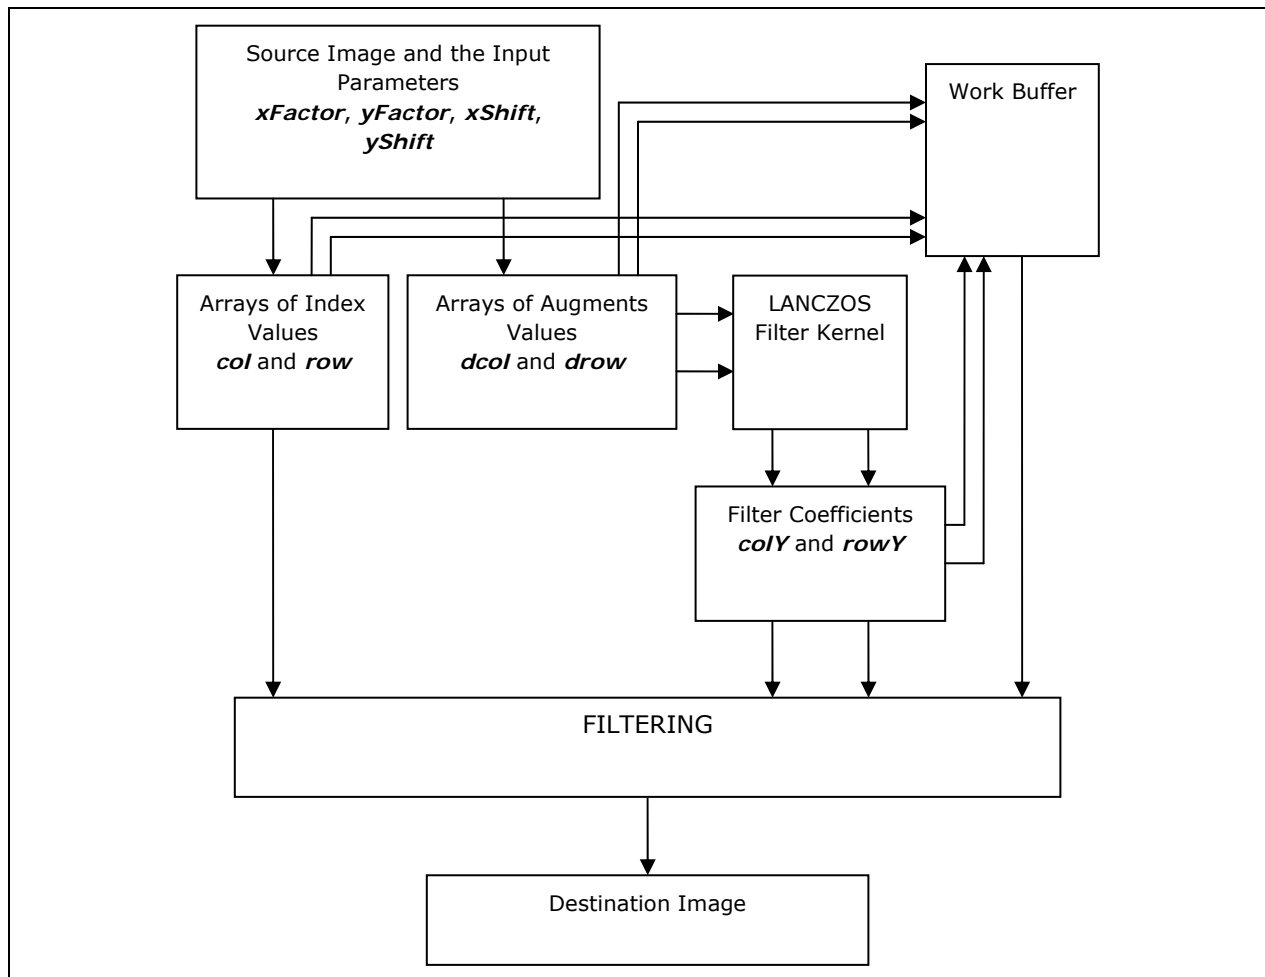 Source Image and the Input
Parameters
xFactor, yFactor, xShift,
yShift
Work Buffer
Arrays of Index
Values
col and row
Arrays of Augments
Values
dcol and drow
LANCZOS
Filter Kernel
Filter Coefficients
colY and rowY
FILTERING
Destination Image